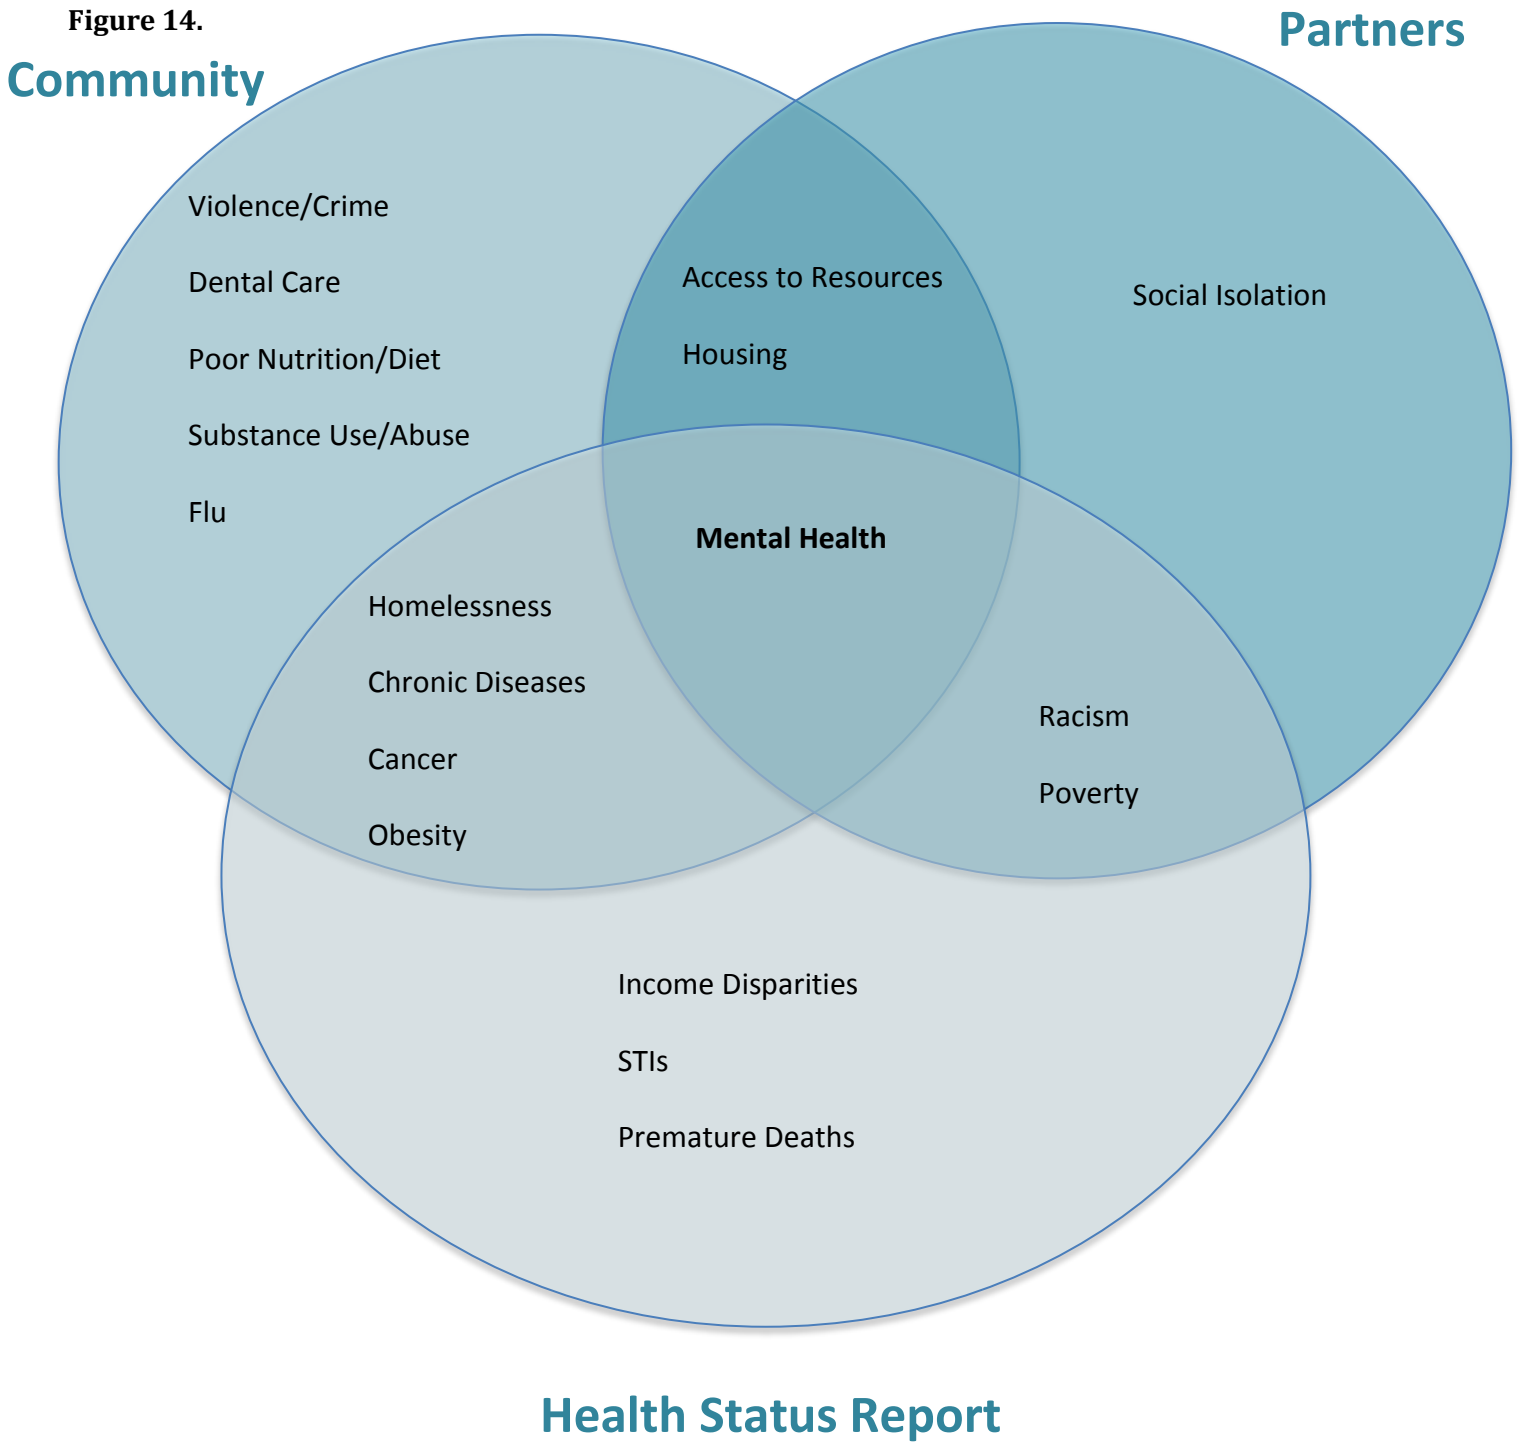 Figure 14.
Community
Partners
Violence/Crime
Dental Care
Poor Nutrition/Diet
Substance Use/Abuse
Flu
Access to Resources
Housing
Social Isolation
Mental Health
Homelessness
Chronic Diseases
Cancer
Obesity
Racism
Poverty
Income Disparities
STIs
Premature Deaths
Health Status Report